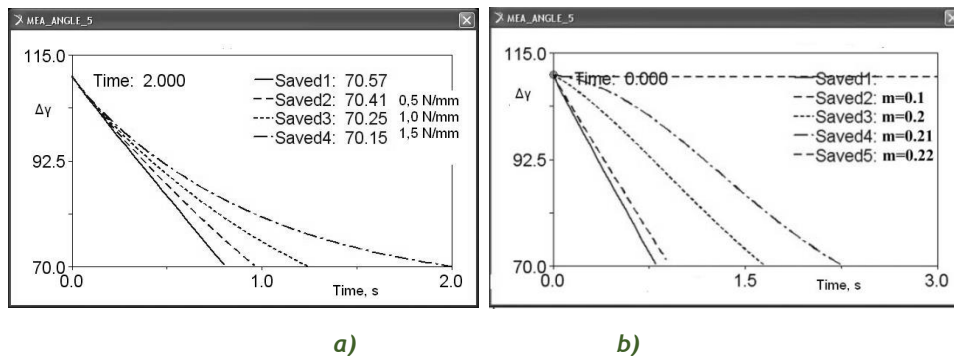 MEA_ANGLE_5
115.0
Time: 2.000
Saved1: 70.57
Δγ
Saved2: 70.41 0,5 N/mm
Saved3: 70.25 1,0 N/mm
Saved4: 70.15 1,5 N/mm
92.5
70.0
0.0 1.0 2.0
Time, s
a)
MEA_ANGLE_5
115.0
Time: 0.000
Saved1:
Δγ
Saved2: m=0.1
Saved3: m=0.2
Saved4: m=0.21
92.5
Saved5: m=0.22
70.0
0.0 1.5 3.0
Time, s
b)